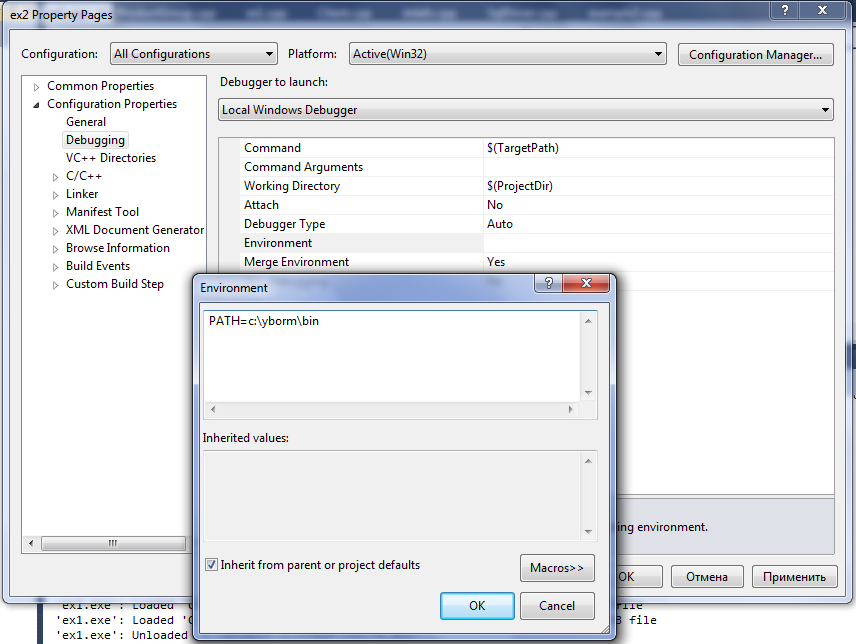 ex2 Property Pages
Configuration: All Configurations Platform: Active(Win32) Configuration Manager...
Common Properties
Configuration Properties
General
Debugging
VC++ Directories
C/C++
Linker
Manifest Tool
XML Document Generator
Browse Information
Build Events
Custom Build Step
Debugger to launch:
Local Windows Debugger
Command $(TargetPath)
Command Arguments
Working Directory $(ProjectDir)
Attach No
Debugger Type Auto
Environment
Merge Environment Yes
ing environment.
OK Отмена Применить
Environment
PATH=c:\yborm\bin
Inherited values:
Inherit from parent or project defaults
Macros>>
OK Cancel
'ex1.exe': Loaded 'C file
'ex1.exe': Loaded 'C B file
'ex1.exe': Unloaded